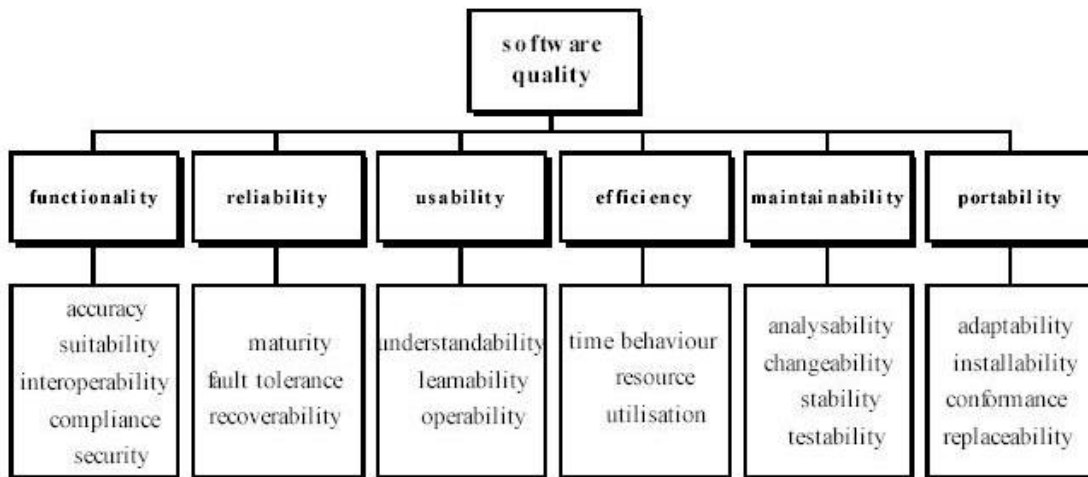 software
quality
functionality
reliability
usability
efficiency
maintainability
portability
accuracy
suitability
interoperability
compliance
security
maturity
fault tolerance
recoverability
understandability
learnability
operability
time behaviour
resource
utilisation
analysability
changeability
stability
testability
adaptability
installability
conformance
replaceability